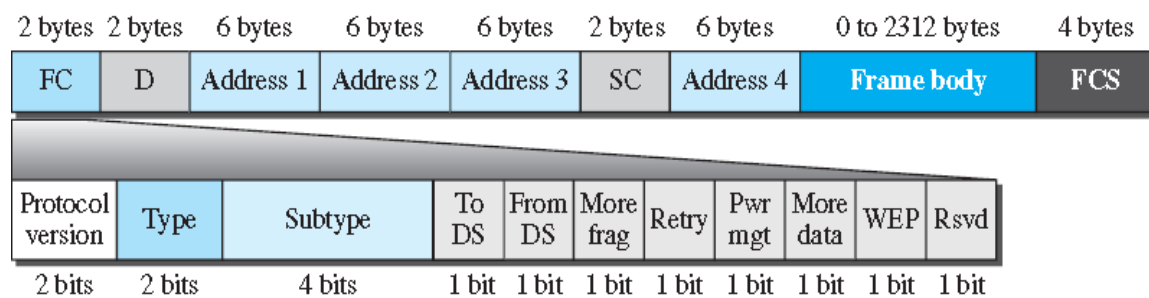 2 bytes 2 bytes 6 bytes 6 bytes 6 bytes 2 bytes 6 bytes 0 to 2312 bytes 4 bytes
FC D Address 1 Address 2 Address 3 SC Address 4 Frame body FCS
Protocol version Type Subtype To DS From DS More frag Retry Pwr mgt More data WEP Rsvd
2 bits 2 bits 4 bits 1 bit 1 bit 1 bit 1 bit 1 bit 1 bit 1 bit 1 bit